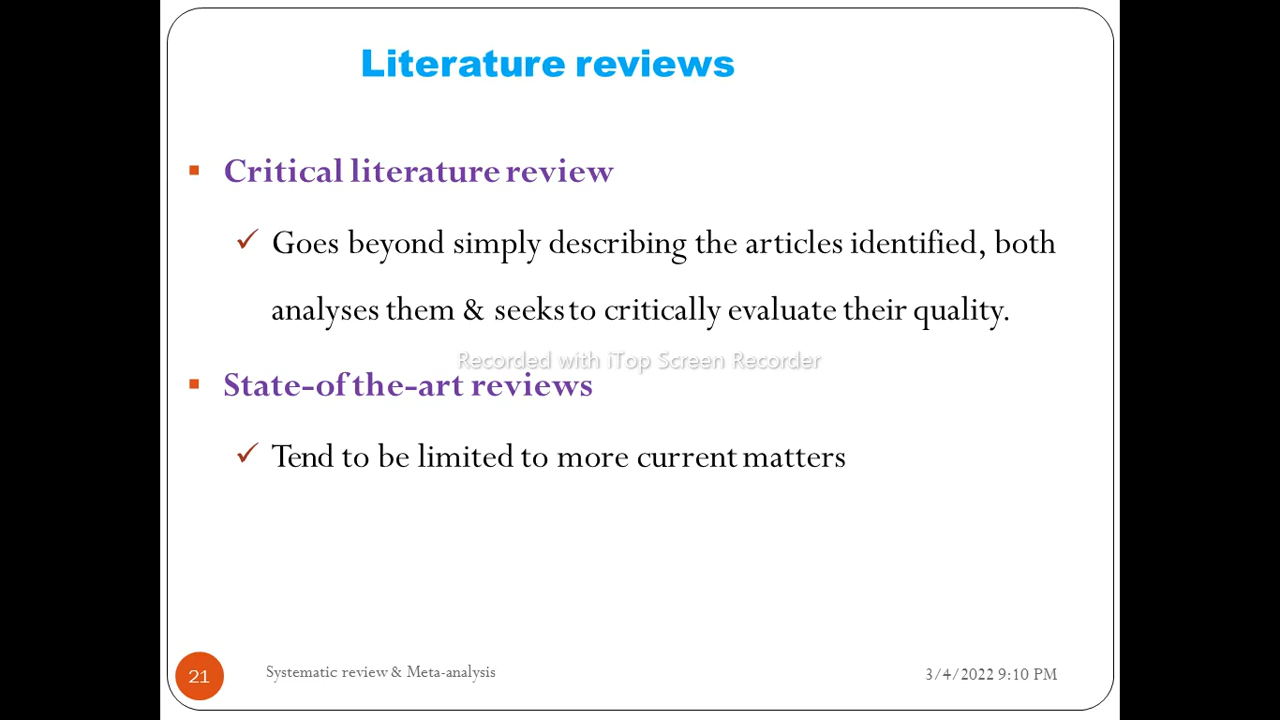 Literature reviews
Critical literature review
Goes beyond simply describing the articles identified, both
analyses them & seeks to critically evaluate their quality.
Recorded with iTop Screen Recorder
State-of the-art reviews
Tend to be limited to more current matters
21
Systematic review & Meta-analysis
3/4/2022 9:10 PM